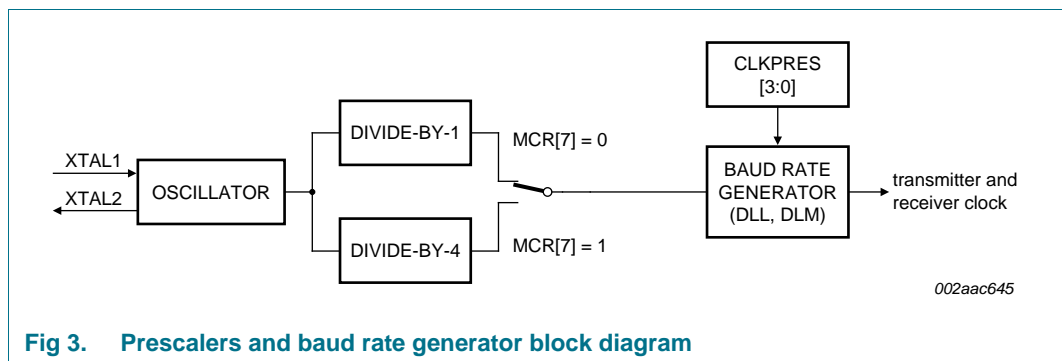 CLKPRES
[3:0]
DIVIDE-BY-1
MCR[7] = 0
XTAL1
XTAL2
OSCILLATOR
BAUD RATE
GENERATOR
(DLL, DLM)
transmitter and
receiver clock
DIVIDE-BY-4
MCR[7] = 1
002aac645
Fig 3. Prescalers and baud rate generator block diagram